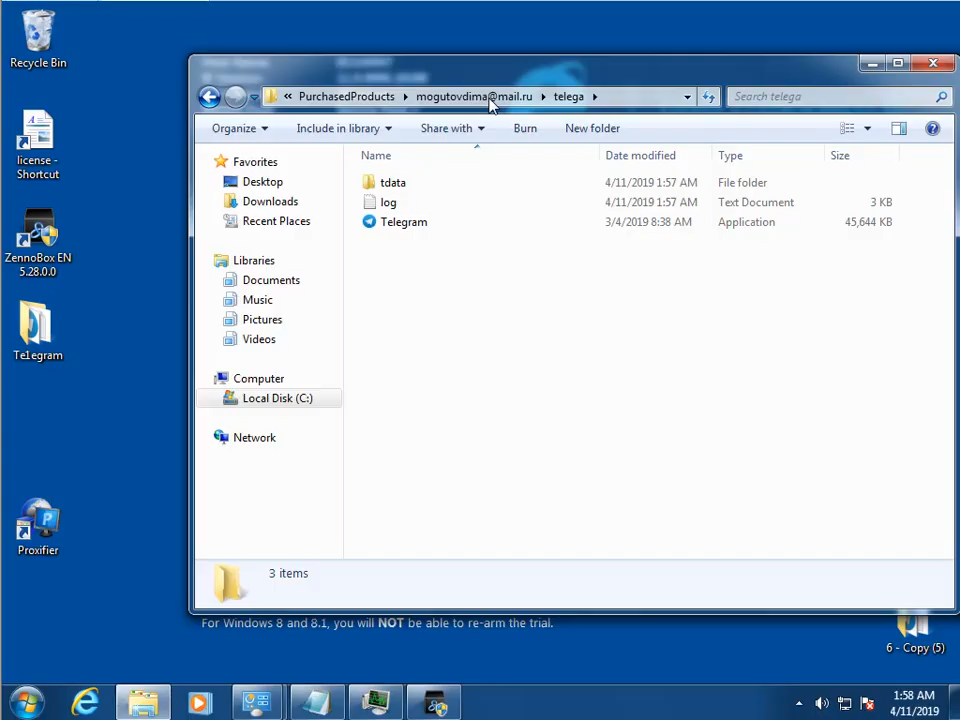 Recycle Bin
license -
Shortcut
ZennoBox EN
5.28.0.0
Telegram
Proxifier
« PurchasedProducts mogutovdima@mail.ru telega
Search telega
Organize Include in library Share with Burn New folder
Name Date modified Type Size
tdata 4/11/2019 1:57 AM File folder
log 4/11/2019 1:57 AM Text Document 3 KB
Telegram 3/4/2019 8:38 AM Application 45,644 KB
Favorites
Desktop
Downloads
Recent Places
Libraries
Documents
Music
Pictures
Videos
Computer
Local Disk (C:)
Network
3 items
For Windows 8 and 8.1, you will NOT be able to re-arm the trial.
6 - Copy (5)
1:58 AM
4/11/2019